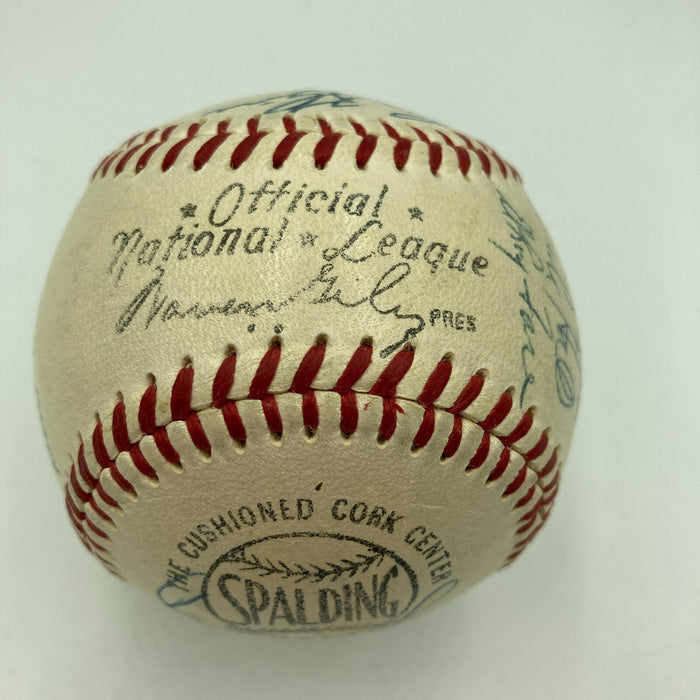 ★ Official ★
National ★ League
Warren Giles PRES
THE CUSHIONED CORK CENTER
SPALDING